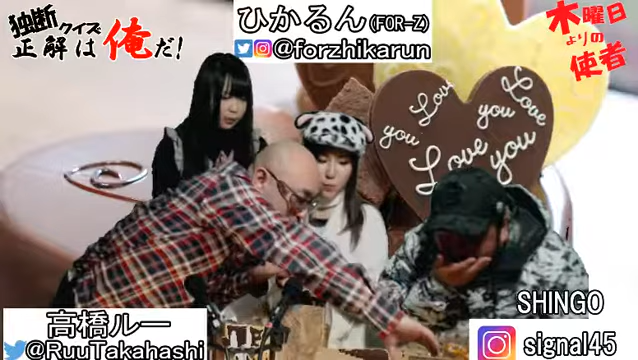 独断クイズ
正解は俺だ!
ひかるん(FOR-Z)
@forzhikarun
木曜日
よりの
使者
Love
you
Love
you
Love
you
高橋ルー
@RuuTakahashi
SHINGO
signal45